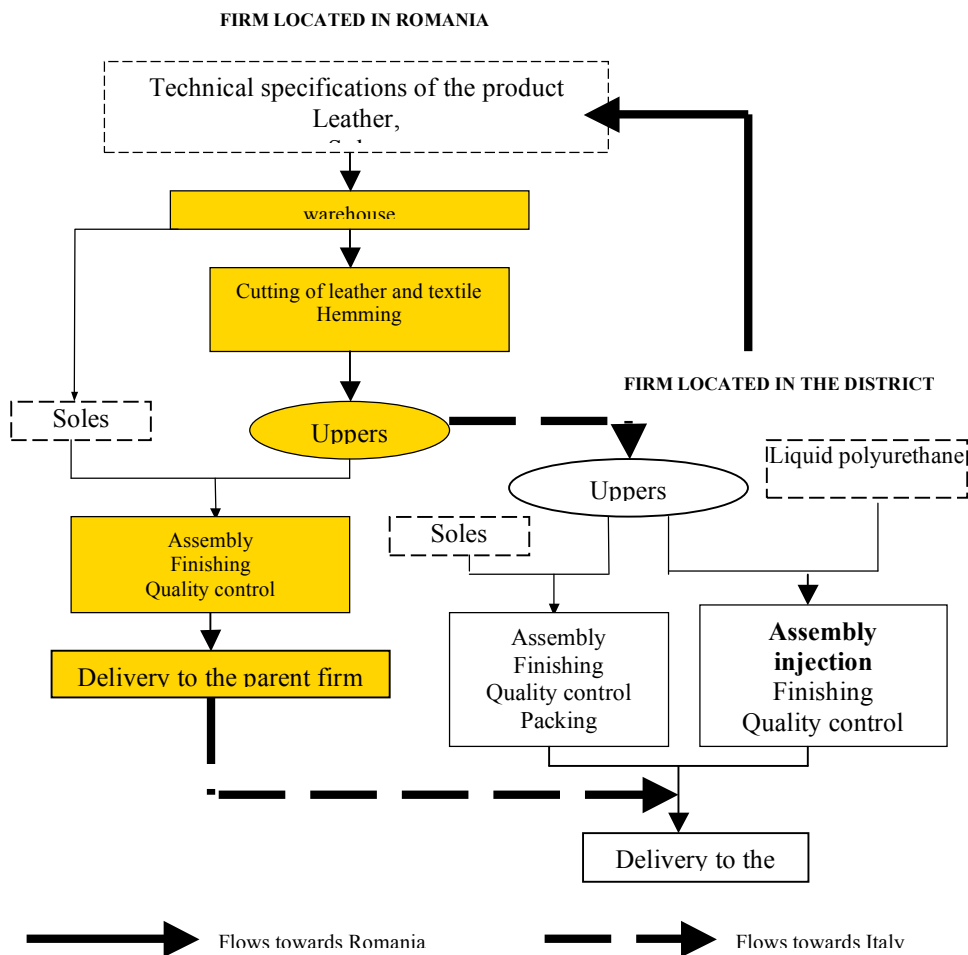 FIRM LOCATED IN ROMANIA
Technical specifications of the product
Leather,
warehouse
Cutting of leather and textile
Hemming
FIRM LOCATED IN THE DISTRICT
Soles
Uppers
Liquid polyurethane
Uppers
Soles
Assembly
Finishing
Quality control
Assembly
Finishing
Quality control
Packing
Assembly
injection
Finishing
Quality control
Delivery to the parent firm
Delivery to the
Flows towards Romania
Flows towards Italy